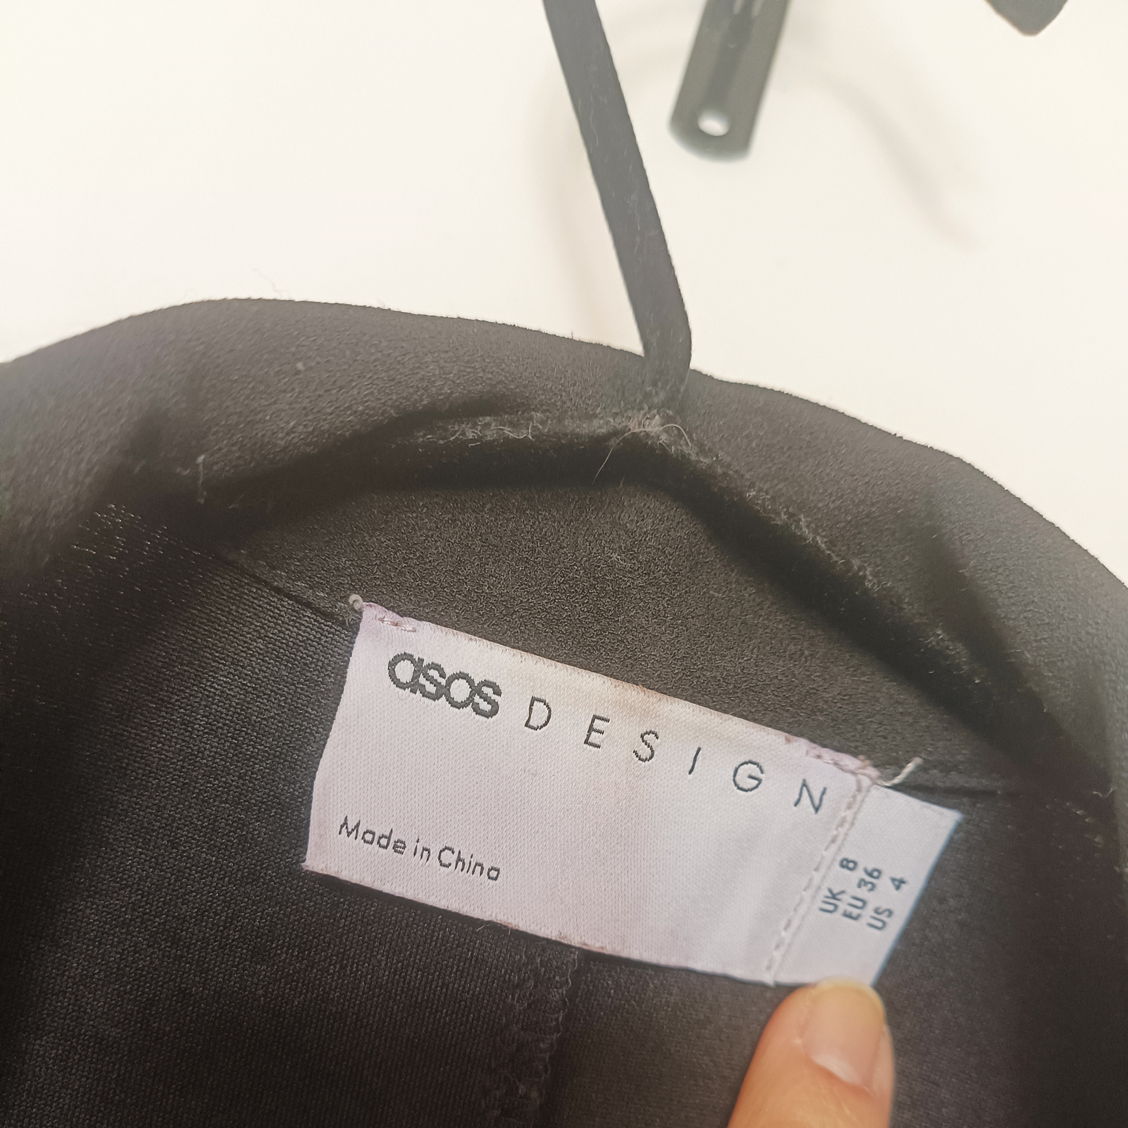 asos DESIGN
Made in China
UK 8
EU 36
US 4